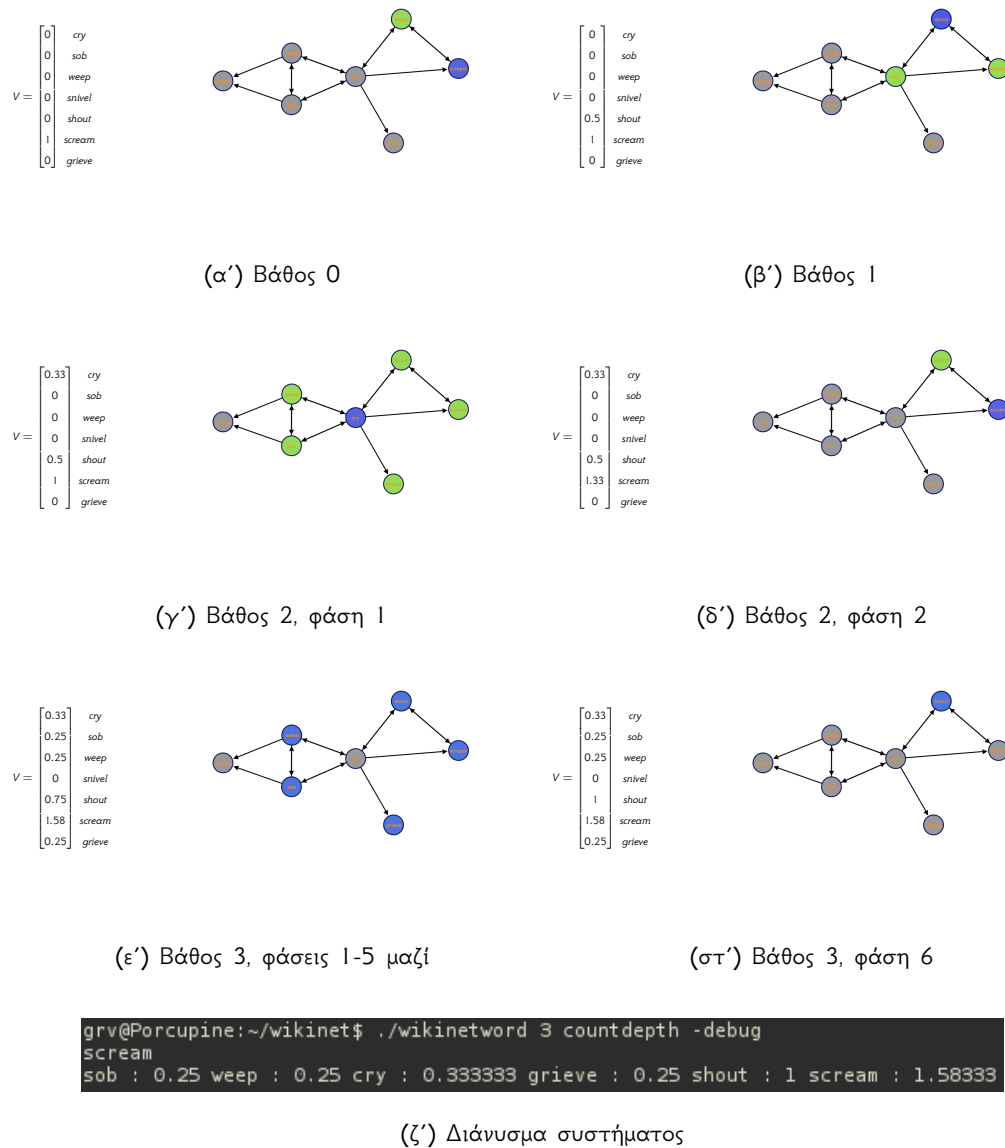 V = [0 0 0 0 0 1 0] cry sob weep snivel shout scream grieve
(α′) Βάθος 0
V = [0 0 0 0 0.5 1 0] cry sob weep snivel shout scream grieve
(β′) Βάθος 1
V = [0.33 0 0 0 0.5 1 0] cry sob weep snivel shout scream grieve
(γ′) Βάθος 2, φάση 1
V = [0.33 0 0 0 0.5 1.33 0] cry sob weep snivel shout scream grieve
(δ′) Βάθος 2, φάση 2
V = [0.33 0.25 0.25 0 0.75 1.58 0.25] cry sob weep snivel shout scream grieve
(ε′) Βάθος 3, φάσεις 1-5 μαζί
V = [0.33 0.25 0.25 0 1 1.58 0.25] cry sob weep snivel shout scream grieve
(στ′) Βάθος 3, φάση 6
grv@Porcupine:~/wikinet$ ./wikinetword 3 countdepth -debug
scream
sob : 0.25 weep : 0.25 cry : 0.333333 grieve : 0.25 shout : 1 scream : 1.58333
(ζ′) Διάνυσμα συστήματος